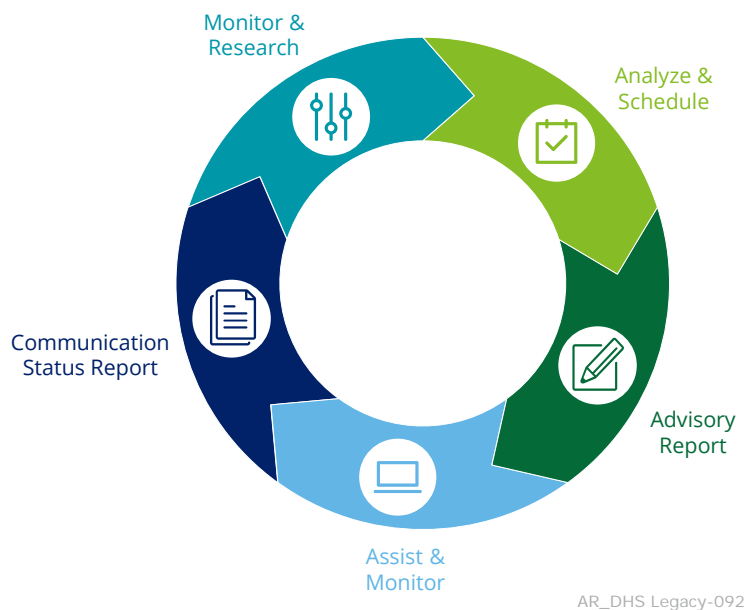 Monitor &
Research
Analyze &
Schedule
Advisory
Report
Assist &
Monitor
Communication
Status Report
AR_DHS Legacy-092